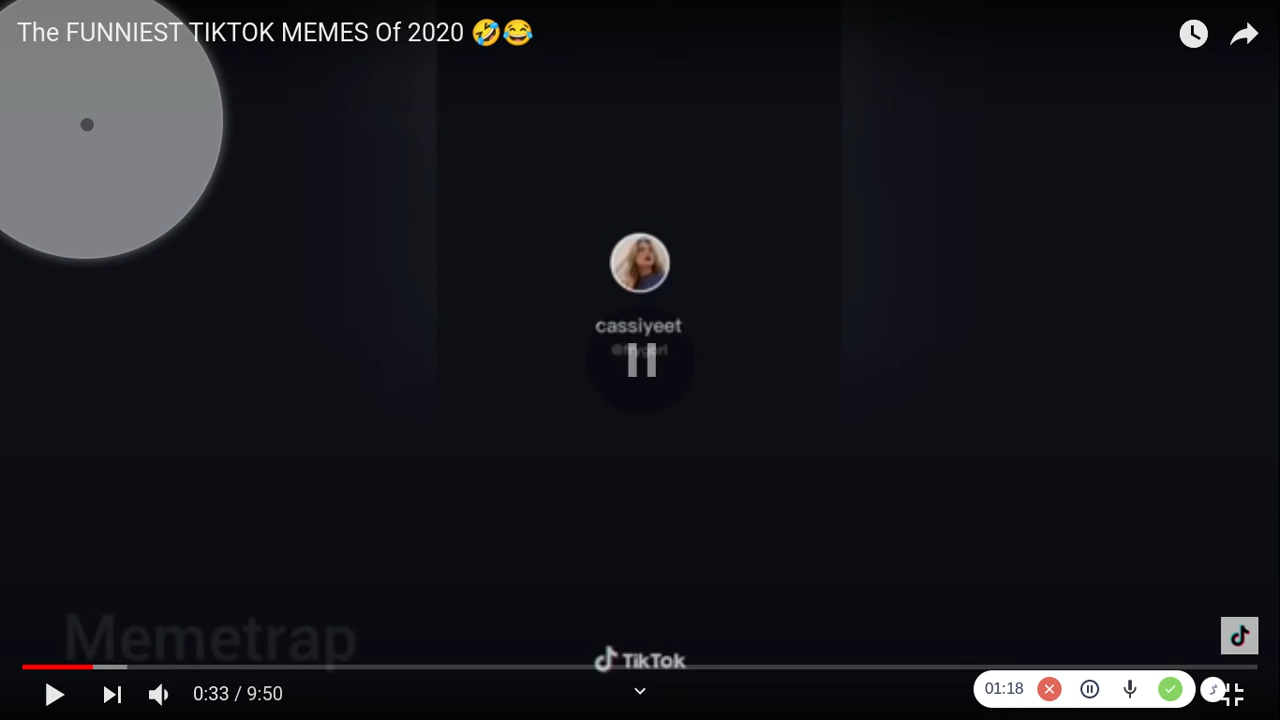 The FUNNIEST TIKTOK MEMES Of 2020 🤣😂
cassiyeet
Memetrap
TikTok
0:33 / 9:50
01:18